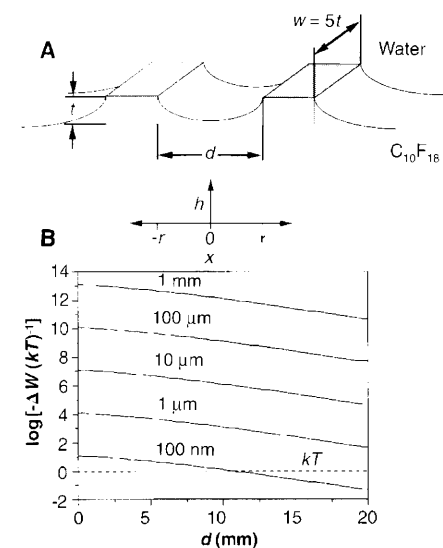 A
w = 5t
Water
t
d
C₁₀F₁₈
h
-r 0 r
x
B
log [-ΔW (kT)⁻¹]
14
12
10
8
6
4
2
0
-2
1 mm
100 μm
10 μm
1 μm
100 nm
kT
0 5 10 15 20
d (mm)